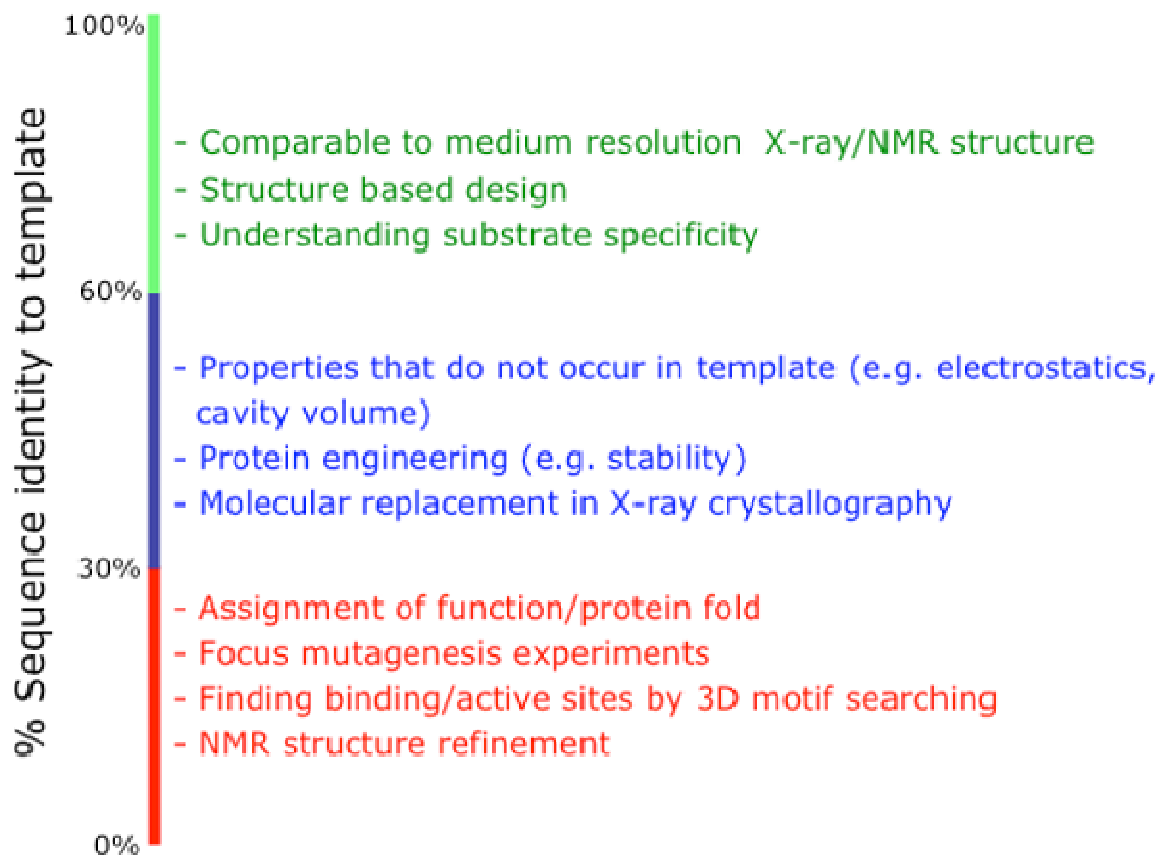 100%
- Comparable to medium resolution X-ray/NMR structure
- Structure based design
- Understanding substrate specificity
60%
- Properties that do not occur in template (e.g. electrostatics,
cavity volume)
- Protein engineering (e.g. stability)
- Molecular replacement in X-ray crystallography
30%
- Assignment of function/protein fold
- Focus mutagenesis experiments
- Finding binding/active sites by 3D motif searching
- NMR structure refinement
0%
% Sequence identity to template